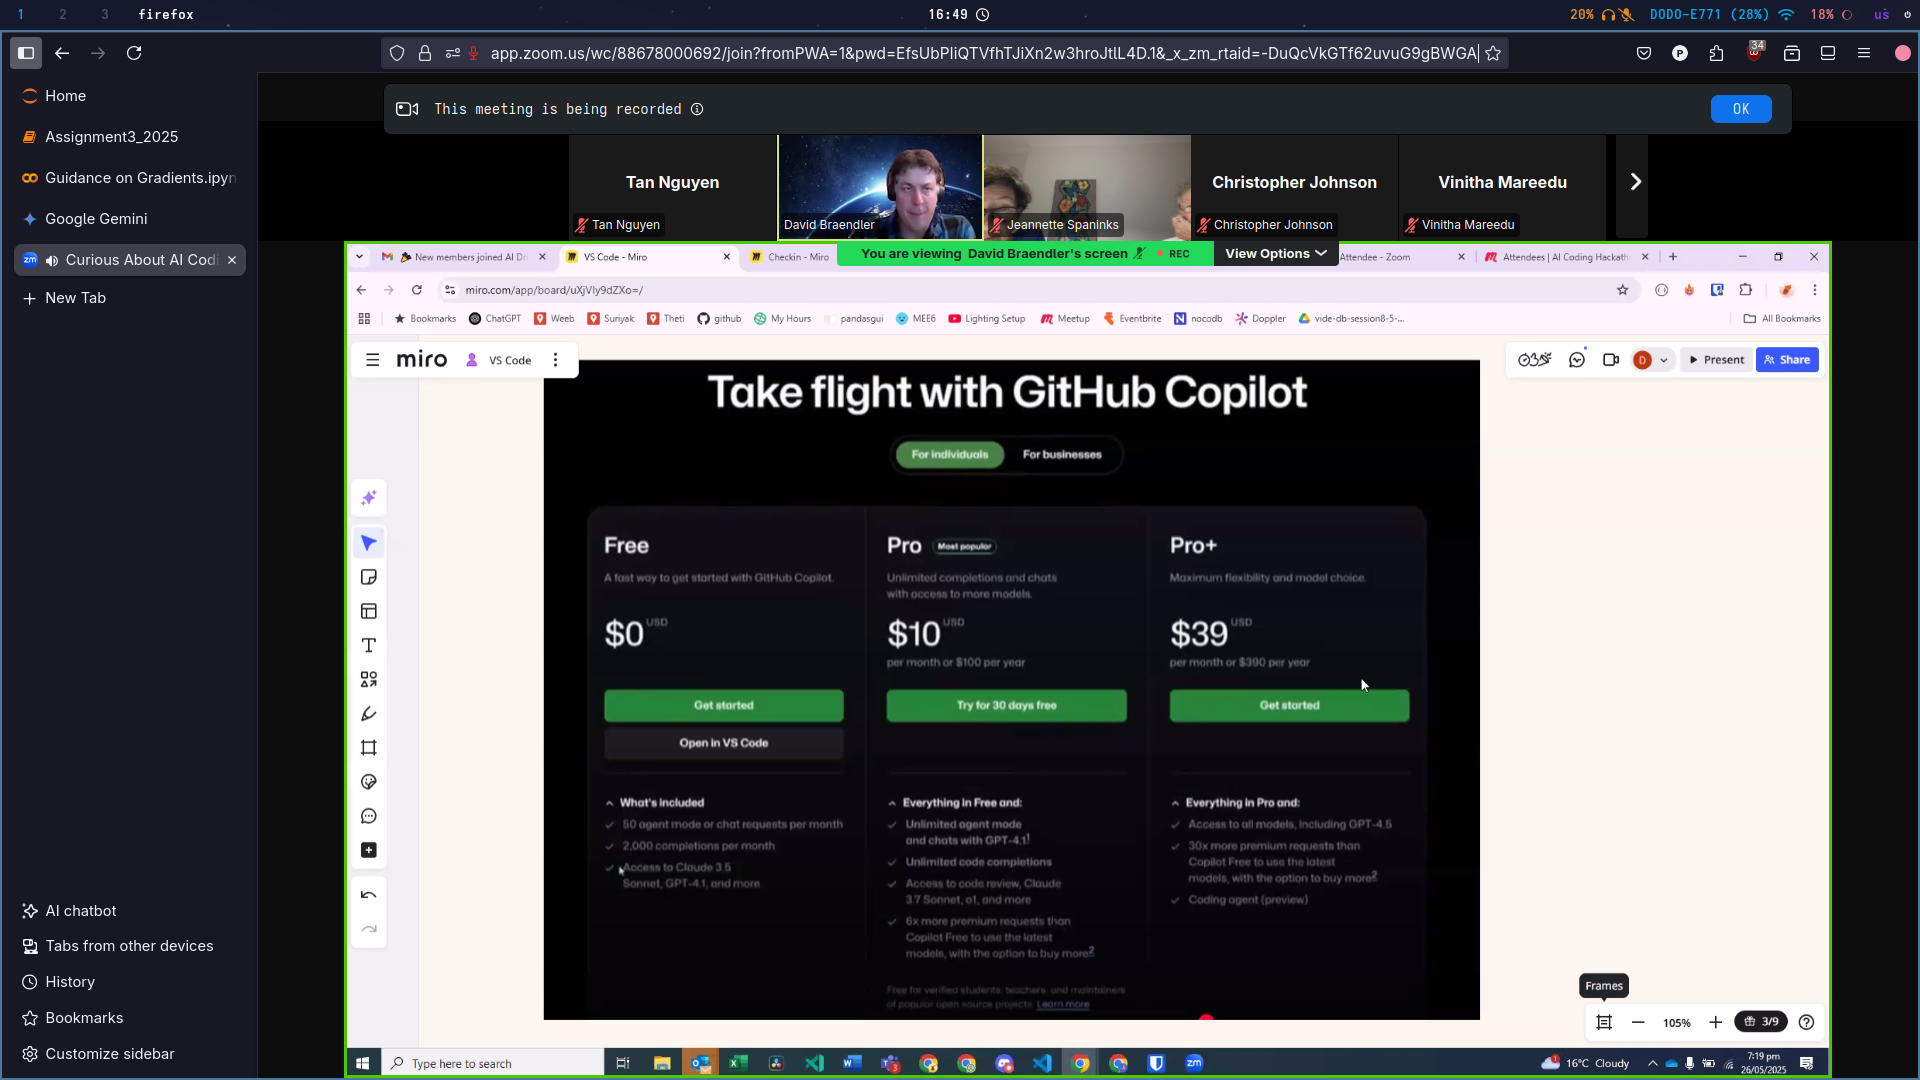 1 2 3 firefox
16:49
20% DODO-E771 (28%) 18% us
app.zoom.us/wc/88678000692/join?fromPWA=1&pwd=EfsUbPIiQTVfhTJiXn2w3hroJtlL4D.1&_x_zm_rtaid=-DuQcVkGTf62uvuG9gBWGA
34
P
Home
Assignment3_2025
Guidance on Gradients.ipyn
Google Gemini
zm Curious About AI Codi
New Tab
AI chatbot
Tabs from other devices
History
Bookmarks
Customize sidebar
This meeting is being recorded
OK
Tan Nguyen
Christopher Johnson
Vinitha Mareedu
Tan Nguyen
David Braendler
Jeannette Spaninks
Christopher Johnson
Vinitha Mareedu
New members joined AI Dr
VS Code - Miro
Checkin - Miro
You are viewing David Braendler's screen
REC
View Options
Attendee - Zoom
Attendees | AI Coding Hackath
miro.com/app/board/uXjVIy9dZXo=/
Bookmarks ChatGPT Weeb Suriyak Theti github My Hours pandasgui MEE6 Lighting Setup Meetup Eventbrite nocodb Doppler vide-db-session8-5-...
All Bookmarks
miro VS Code
D
Present
Share
Take flight with GitHub Copilot
For individuals
For businesses
Free
A fast way to get started with GitHub Copilot.
$0 USD
Get started
Open in VS Code
What's included
50 agent mode or chat requests per month
2,000 completions per month
Access to Claude 3.5
Sonnet, GPT-4.1, and more
Pro Most popular
Unlimited completions and chats
with access to more models.
$10 USD
per month or $100 per year
Try for 30 days free
Everything in Free and:
Unlimited agent mode
and chats with GPT-4.1¹
Unlimited code completions
Access to code review, Claude
3.7 Sonnet, o1, and more
6x more premium requests than
Copilot Free to use the latest
models, with the option to buy more²
Free for verified students, teachers, and maintainers
of popular open source projects. Learn more
Pro+
Maximum flexibility and model choice.
$39 USD
per month or $390 per year
Get started
Everything in Pro and:
Access to all models, including GPT-4.5
30x more premium requests than
Copilot Free to use the latest
models, with the option to buy more²
Coding agent (preview)
Frames
105%
3/9
Type here to search
zm
16°C Cloudy
7:19 pm
26/05/2025